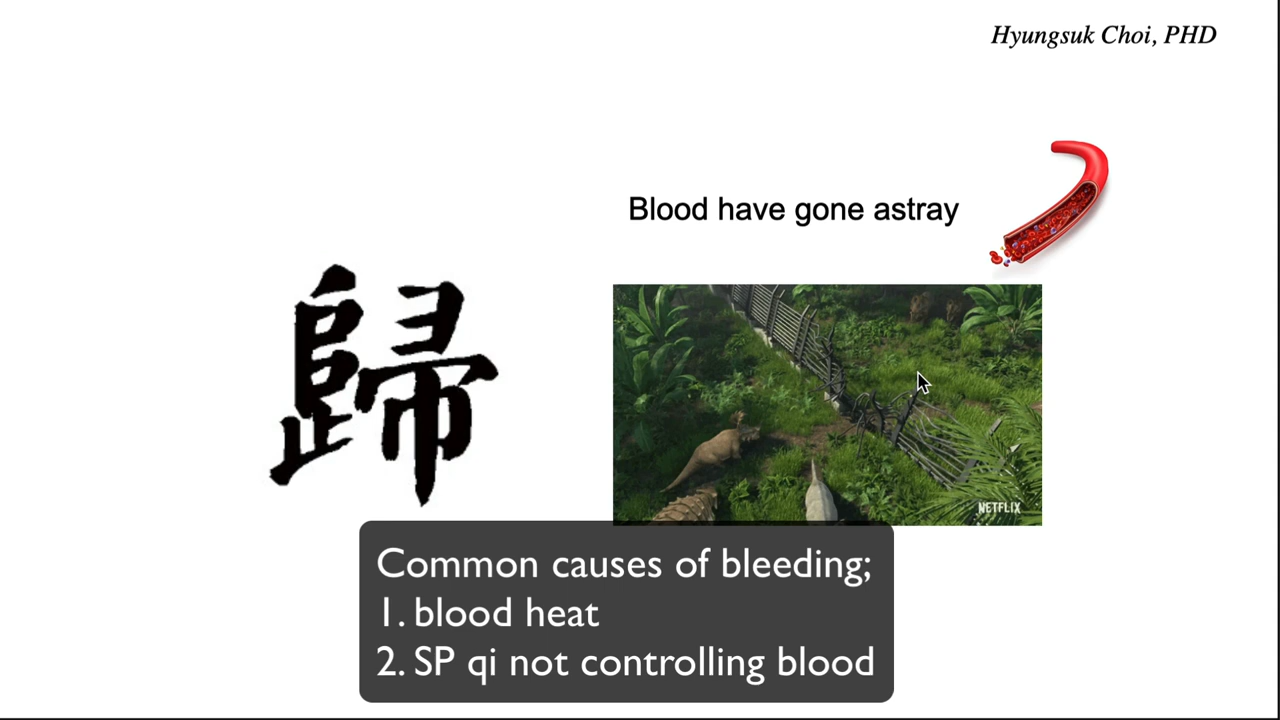 Hyungsuk Choi, PHD
Blood have gone astray
歸
NETFLIX
Common causes of bleeding;
1. blood heat
2. SP qi not controlling blood